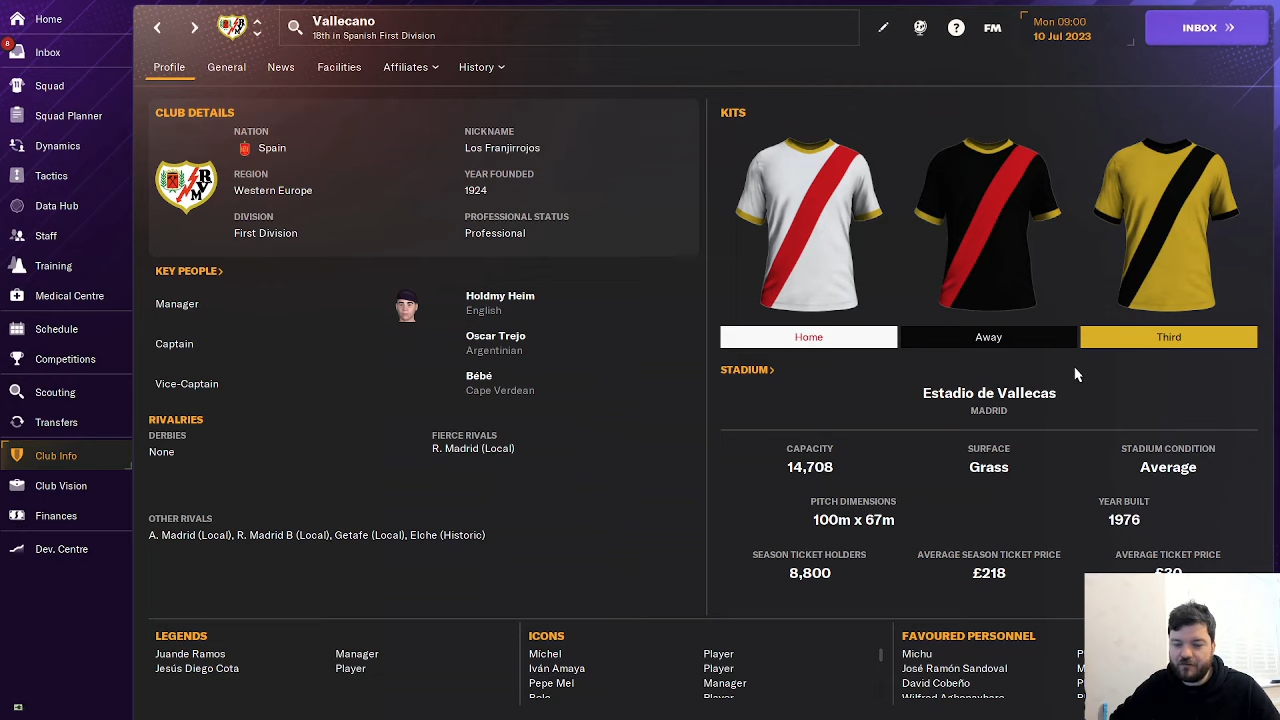 Home
8
Inbox
Squad
Squad Planner
Dynamics
Tactics
Data Hub
Staff
Training
Medical Centre
Schedule
Competitions
Scouting
Transfers
Club Info
Club Vision
Finances
Dev. Centre
Vallecano
18th in Spanish First Division
?
FM
Mon 09:00
10 Jul 2023
INBOX
Profile
General
News
Facilities
Affiliates
History
CLUB DETAILS
NATION
Spain
NICKNAME
Los Franjirrojos
REGION
Western Europe
YEAR FOUNDED
1924
DIVISION
First Division
PROFESSIONAL STATUS
Professional
KEY PEOPLE>
Manager
Holdmy Heim
English
Captain
Oscar Trejo
Argentinian
Vice-Captain
Bébé
Cape Verdean
RIVALRIES
DERBIES
None
FIERCE RIVALS
R. Madrid (Local)
OTHER RIVALS
A. Madrid (Local), R. Madrid B (Local), Getafe (Local), Elche (Historic)
KITS
Home
Away
Third
STADIUM>
Estadio de Vallecas
MADRID
CAPACITY
14,708
SURFACE
Grass
STADIUM CONDITION
Average
PITCH DIMENSIONS
100m x 67m
YEAR BUILT
1976
SEASON TICKET HOLDERS
8,800
AVERAGE SEASON TICKET PRICE
£218
AVERAGE TICKET PRICE
LEGENDS
Juande Ramos Manager
Jesús Diego Cota Player
ICONS
Míchel Player
Iván Amaya Player
Pepe Mel Manager
Player
FAVOURED PERSONNEL
Michu
José Ramón Sandoval
David Cobeño